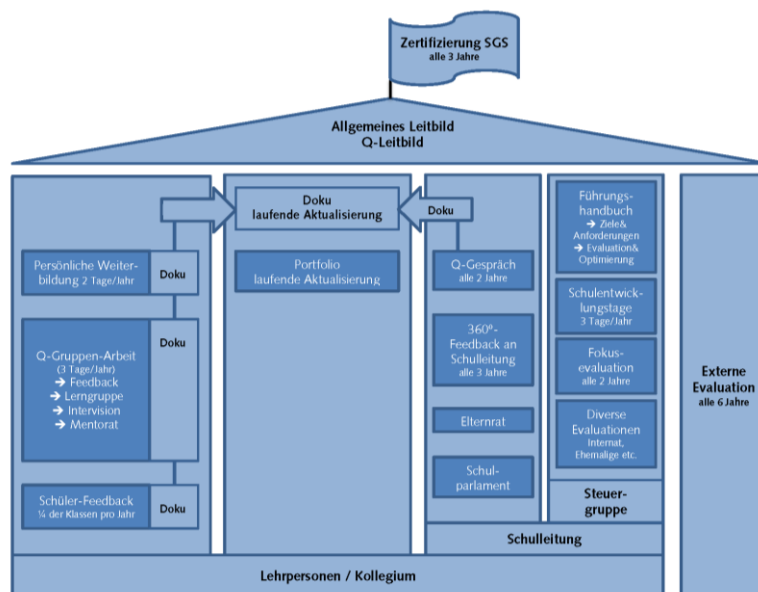 Zertifizierung SGS
alle 3 Jahre
Allgemeines Leitbild
Q-Leitbild
Doku
laufende Aktualisierung
Doku
Persönliche Weiter-
bildung 2 Tage/Jahr
Doku
Portfolio
laufende Aktualisierung
Q-Gruppen-Arbeit
(3 Tage/Jahr)
➔ Feedback
➔ Lerngruppe
➔ Intervision
➔ Mentorat
Doku
Schüler-Feedback
¼ der Klassen pro Jahr
Doku
Q-Gespräch
alle 2 Jahre
360°-
Feedback an
Schulleitung
alle 3 Jahre
Elternrat
Schul-
parlament
Führungs-
handbuch
➔ Ziele&
Anforderungen
➔ Evaluation&
Optimierung
Schulentwick-
lungstage
3 Tage/Jahr
Fokus-
evaluation
alle 2 Jahre
Diverse
Evaluationen
Internat,
Ehemalige etc.
Steuer-
gruppe
Schulleitung
Lehrpersonen / Kollegium
Externe
Evaluation
alle 6 Jahre